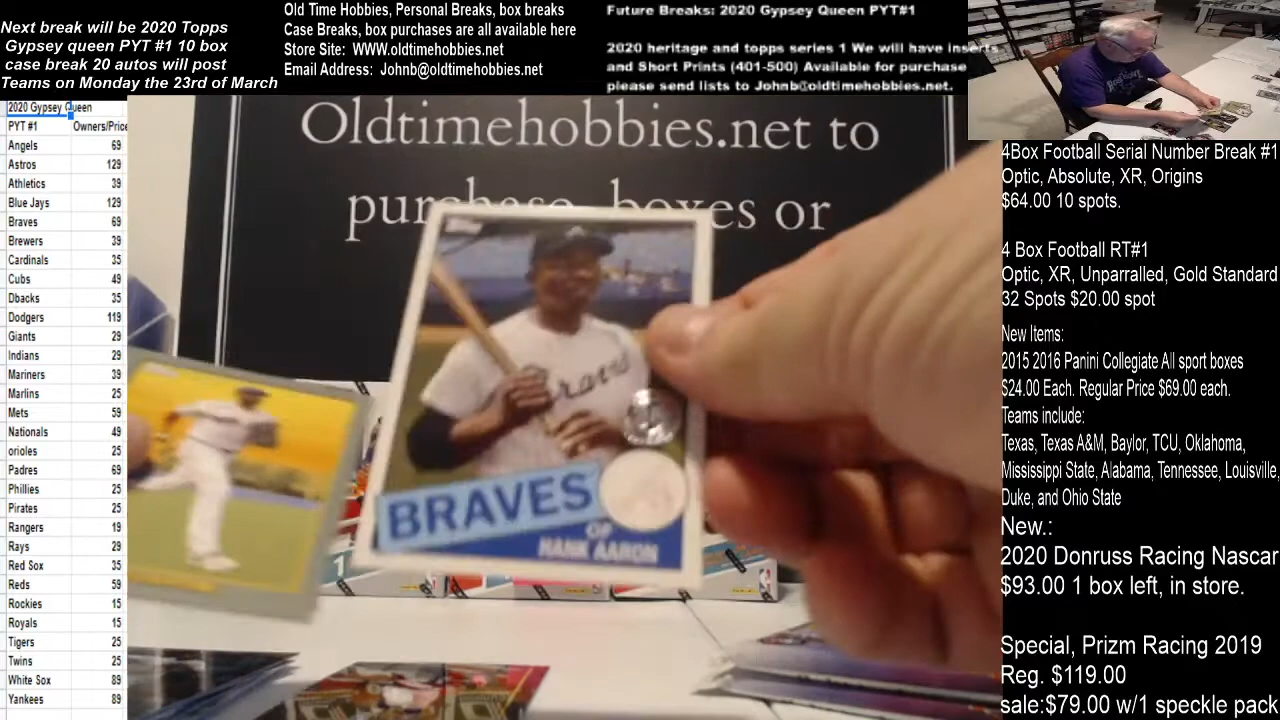 Next break will be 2020 Topps
Gypsey queen PYT #1 10 box
case break 20 autos will post
Teams on Monday the 23rd of March
Old Time Hobbies, Personal Breaks, box breaks
Case Breaks, box purchases are all available here
Store Site:  WWW.oldtimehobbies.net
Email Address:  Johnb@oldtimehobbies.net
Future Breaks: 2020 Gypsey Queen PYT#1
2020 heritage and topps series 1 We will have inserts
and Short Prints (401-500) Available for purchase
please send lists to Johnb@oldtimehobbies.net.
2020 Gypsey Queen
PYT #1 Owners/Price
Angels 69
Astros 129
Athletics 39
Blue Jays 129
Braves 69
Brewers 39
Cardinals 35
Cubs 49
Dbacks 35
Dodgers 119
Giants 29
Indians 29
Mariners 39
Marlins 25
Mets 59
Nationals 49
orioles 25
Padres 69
Phillies 25
Pirates 25
Rangers 19
Rays 29
Red Sox 35
Reds 59
Rockies 15
Royals 15
Tigers 25
Twins 25
White Sox 89
Yankees 89
Oldtimehobbies.net to
purchase boxes or
Braves
BRAVES
OF
HANK AARON
4Box Football Serial Number Break #1
Optic, Absolute, XR, Origins
$64.00 10 spots.
4 Box Football RT#1
Optic, XR, Unparralled, Gold Standard
32 Spots $20.00 spot
New Items:
2015 2016 Panini Collegiate All sport boxes
$24.00 Each. Regular Price $69.00 each.
Teams include:
Texas, Texas A&M, Baylor, TCU, Oklahoma,
Mississippi State, Alabama, Tennessee, Louisville,
Duke, and Ohio State
New.:
2020 Donruss Racing Nascar
$93.00 1 box left, in store.
Special, Prizm Racing 2019
Reg. $119.00
sale:$79.00 w/1 speckle pack